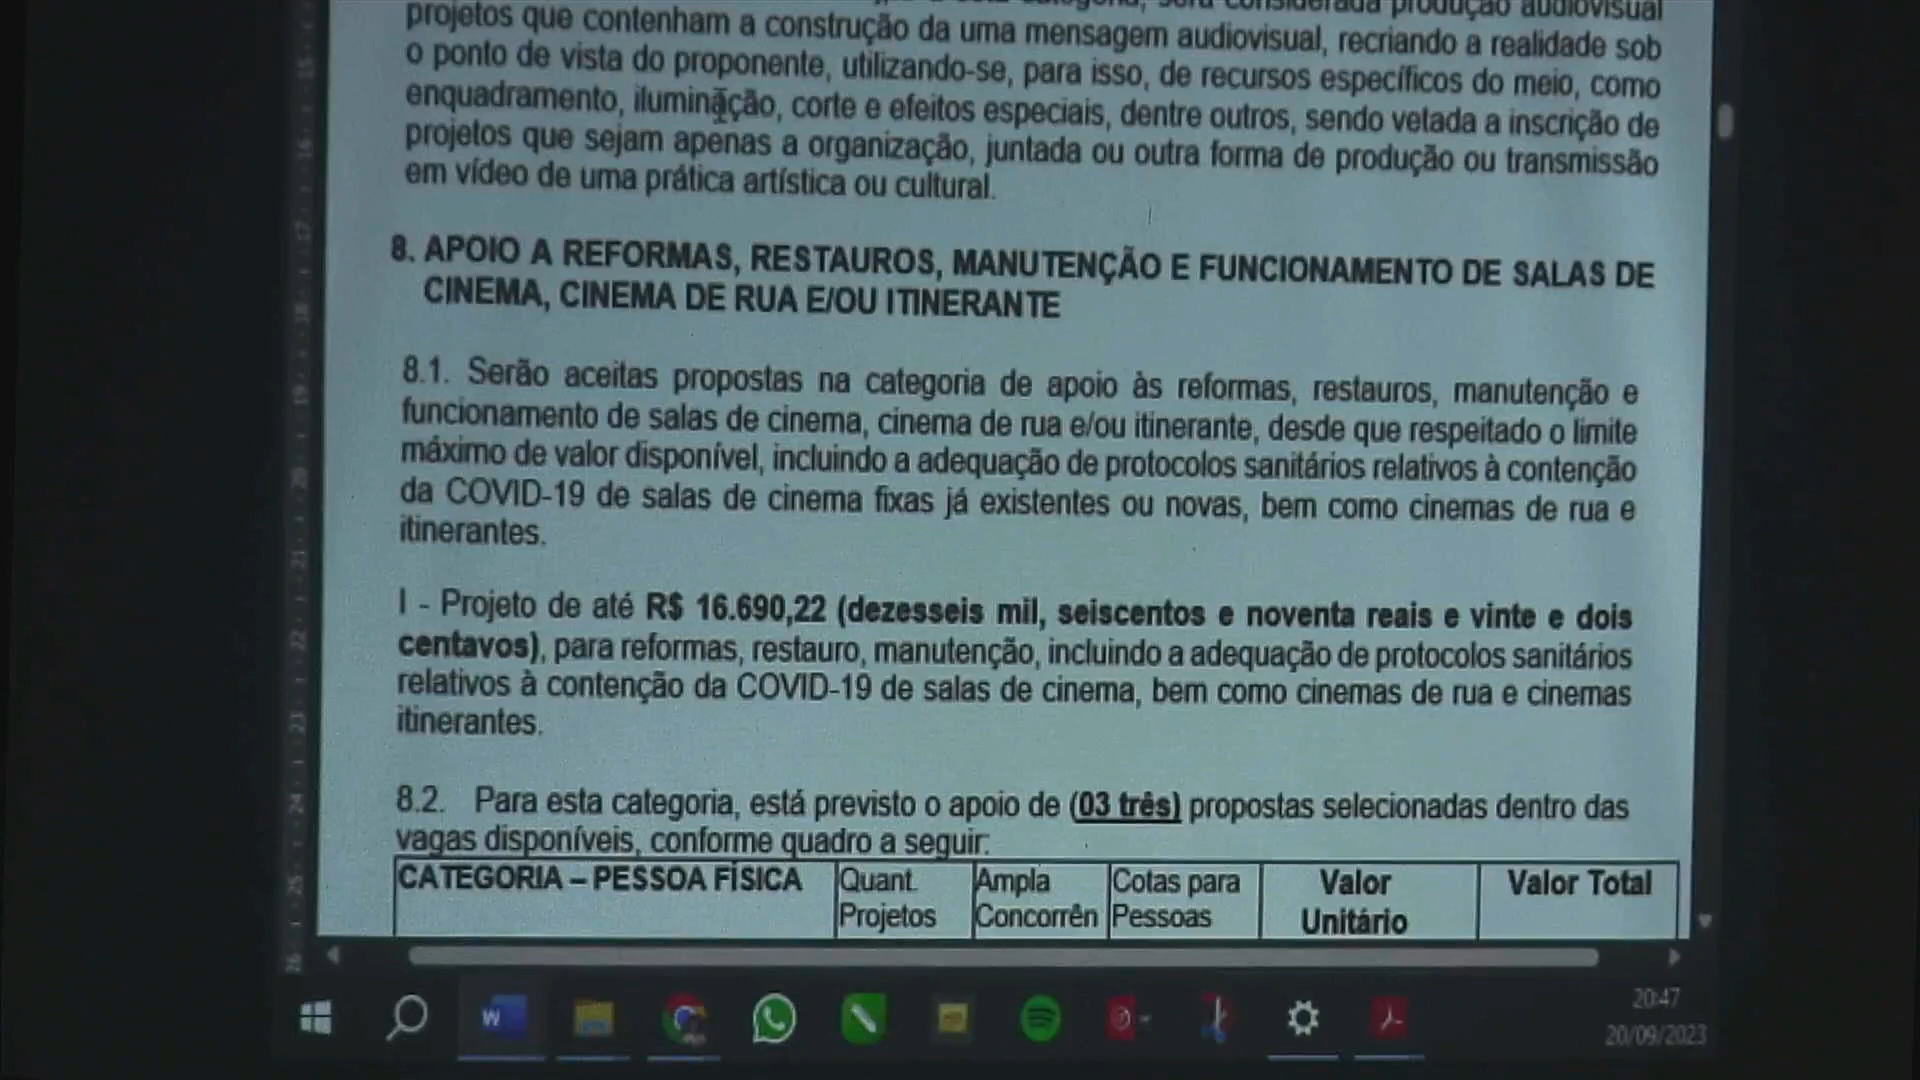 será considerada produção audiovisual
projetos que contenham a construção da uma mensagem audiovisual, recriando a realidade sob
o ponto de vista do proponente, utilizando-se, para isso, de recursos específicos do meio, como
enquadramento, iluminação, corte e efeitos especiais, dentre outros, sendo vetada a inscrição de
projetos que sejam apenas a organização, juntada ou outra forma de produção ou transmissão
em vídeo de uma prática artística ou cultural.
8. APOIO A REFORMAS, RESTAUROS, MANUTENÇÃO E FUNCIONAMENTO DE SALAS DE
CINEMA, CINEMA DE RUA E/OU ITINERANTE
8.1. Serão aceitas propostas na categoria de apoio às reformas, restauros, manutenção e
funcionamento de salas de cinema, cinema de rua e/ou itinerante, desde que respeitado o limite
máximo de valor disponível, incluindo a adequação de protocolos sanitários relativos à contenção
da COVID-19 de salas de cinema fixas já existentes ou novas, bem como cinemas de rua e
itinerantes.
I - Projeto de até R$ 16.690,22 (dezesseis mil, seiscentos e noventa reais e vinte e dois
centavos), para reformas, restauro, manutenção, incluindo a adequação de protocolos sanitários
relativos à contenção da COVID-19 de salas de cinema, bem como cinemas de rua e cinemas
itinerantes.
8.2. Para esta categoria, está previsto o apoio de (03 três) propostas selecionadas dentro das
vagas disponíveis, conforme quadro a seguir:
CATEGORIA – PESSOA FÍSICA Quant. Ampla Cotas para Valor Valor Total
Projetos Concorrên Pessoas Unitário
20:47
20/09/2023